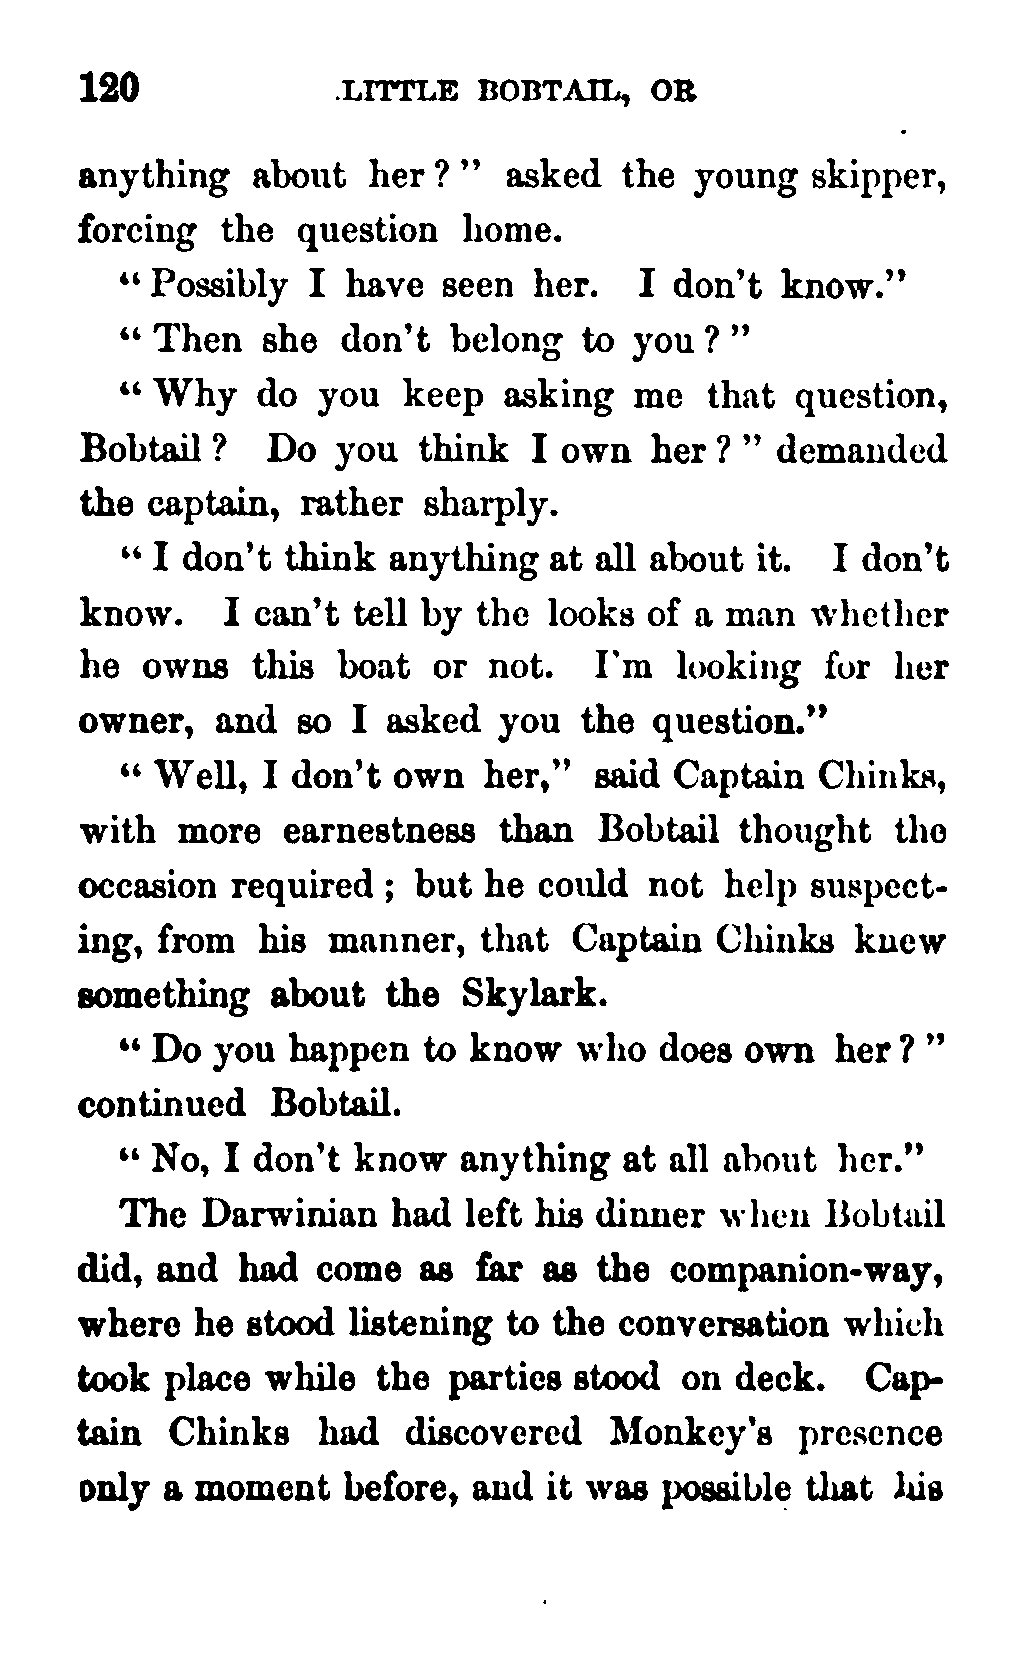 120 LITTLE BOBTAIL, OR
anything about her?" asked the young skipper,
forcing the question home.
"Possibly I have seen her. I don't know."
"Then she don't belong to you?"
"Why do you keep asking me that question,
Bobtail? Do you think I own her?" demanded
the captain, rather sharply.
"I don't think anything at all about it. I don't
know. I can't tell by the looks of a man whether
he owns this boat or not. I'm looking for her
owner, and so I asked you the question."
"Well, I don't own her," said Captain Chinks,
with more earnestness than Bobtail thought the
occasion required; but he could not help suspect-
ing, from his manner, that Captain Chinks knew
something about the Skylark.
"Do you happen to know who does own her?"
continued Bobtail.
"No, I don't know anything at all about her."
The Darwinian had left his dinner when Bobtail
did, and had come as far as the companion-way,
where he stood listening to the conversation which
took place while the parties stood on deck. Cap-
tain Chinks had discovered Monkey's presence
only a moment before, and it was possible that his